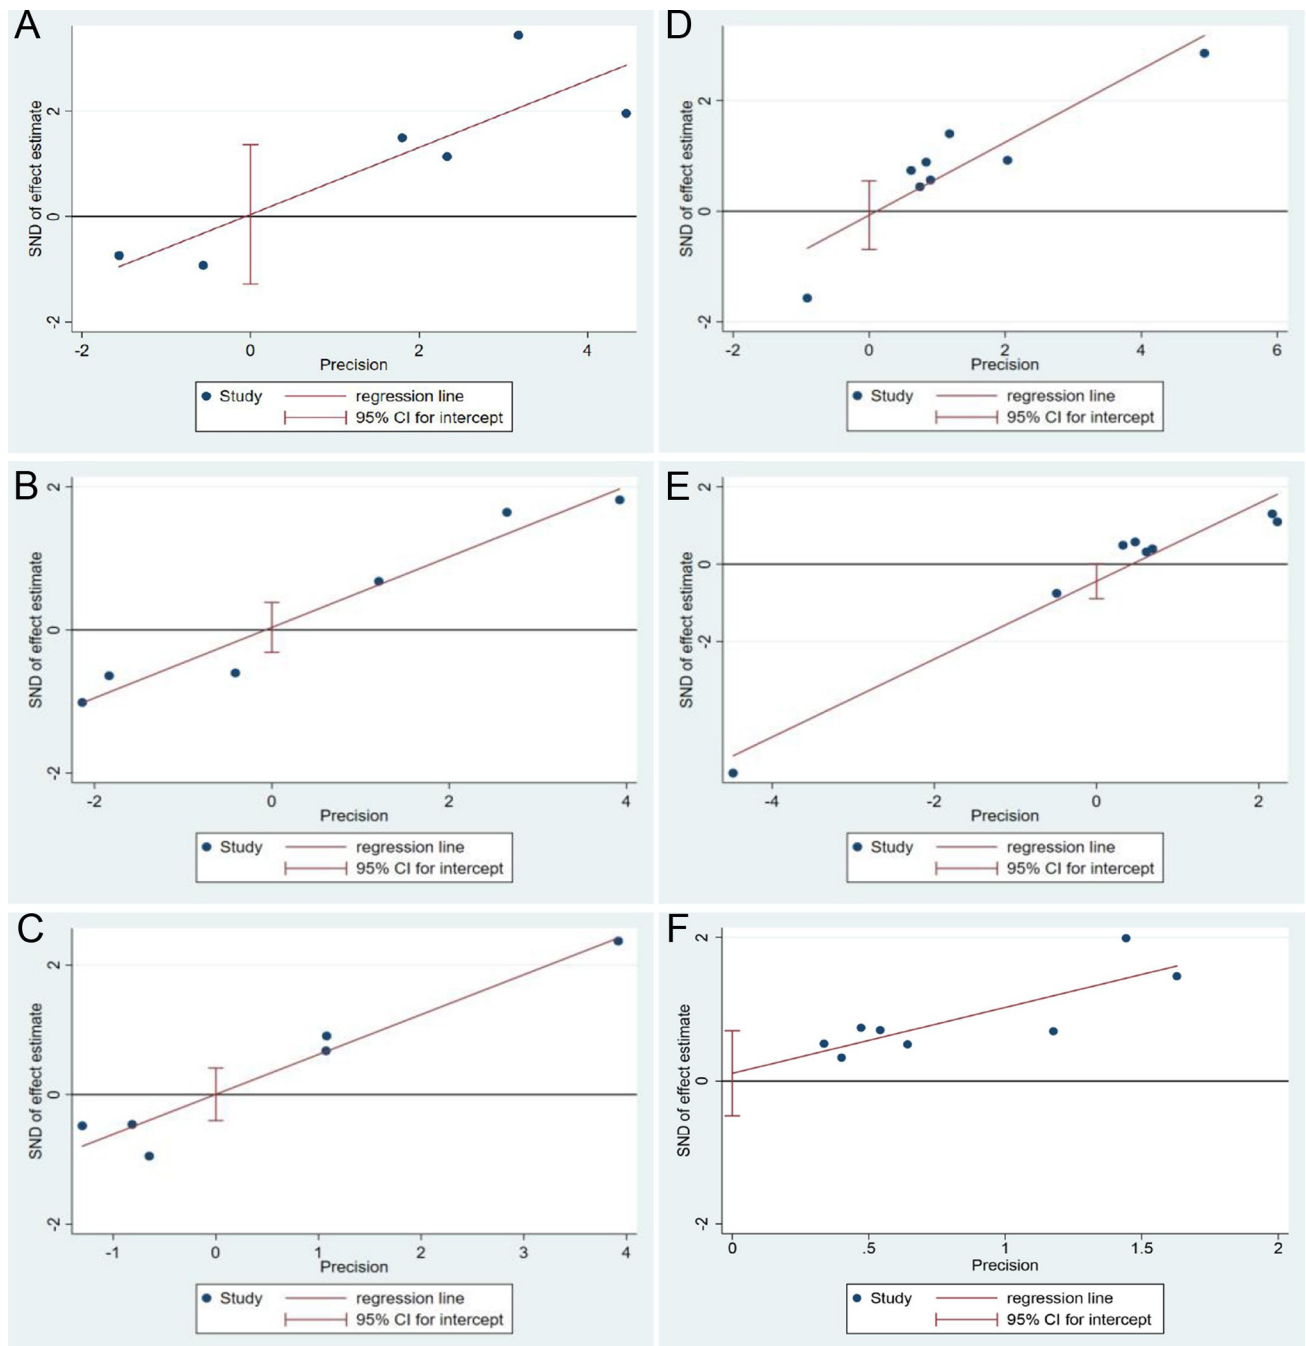 A
SND of effect estimate
2
0
-2
-2 0 2 4
Precision
Study regression line
95% CI for intercept
D
SND of effect estimate
2
0
-2
-2 0 2 4 6
Precision
Study regression line
95% CI for intercept
B
SND of effect estimate
2
0
-2
-2 0 2 4
Precision
Study regression line
95% CI for intercept
E
SND of effect estimate
2
0
-2
-4 -2 0 2
Precision
Study regression line
95% CI for intercept
C
SND of effect estimate
2
0
-2
-1 0 1 2 3 4
Precision
Study regression line
95% CI for intercept
F
SND of effect estimate
2
0
-2
0 .5 1 1.5 2
Precision
Study regression line
95% CI for intercept